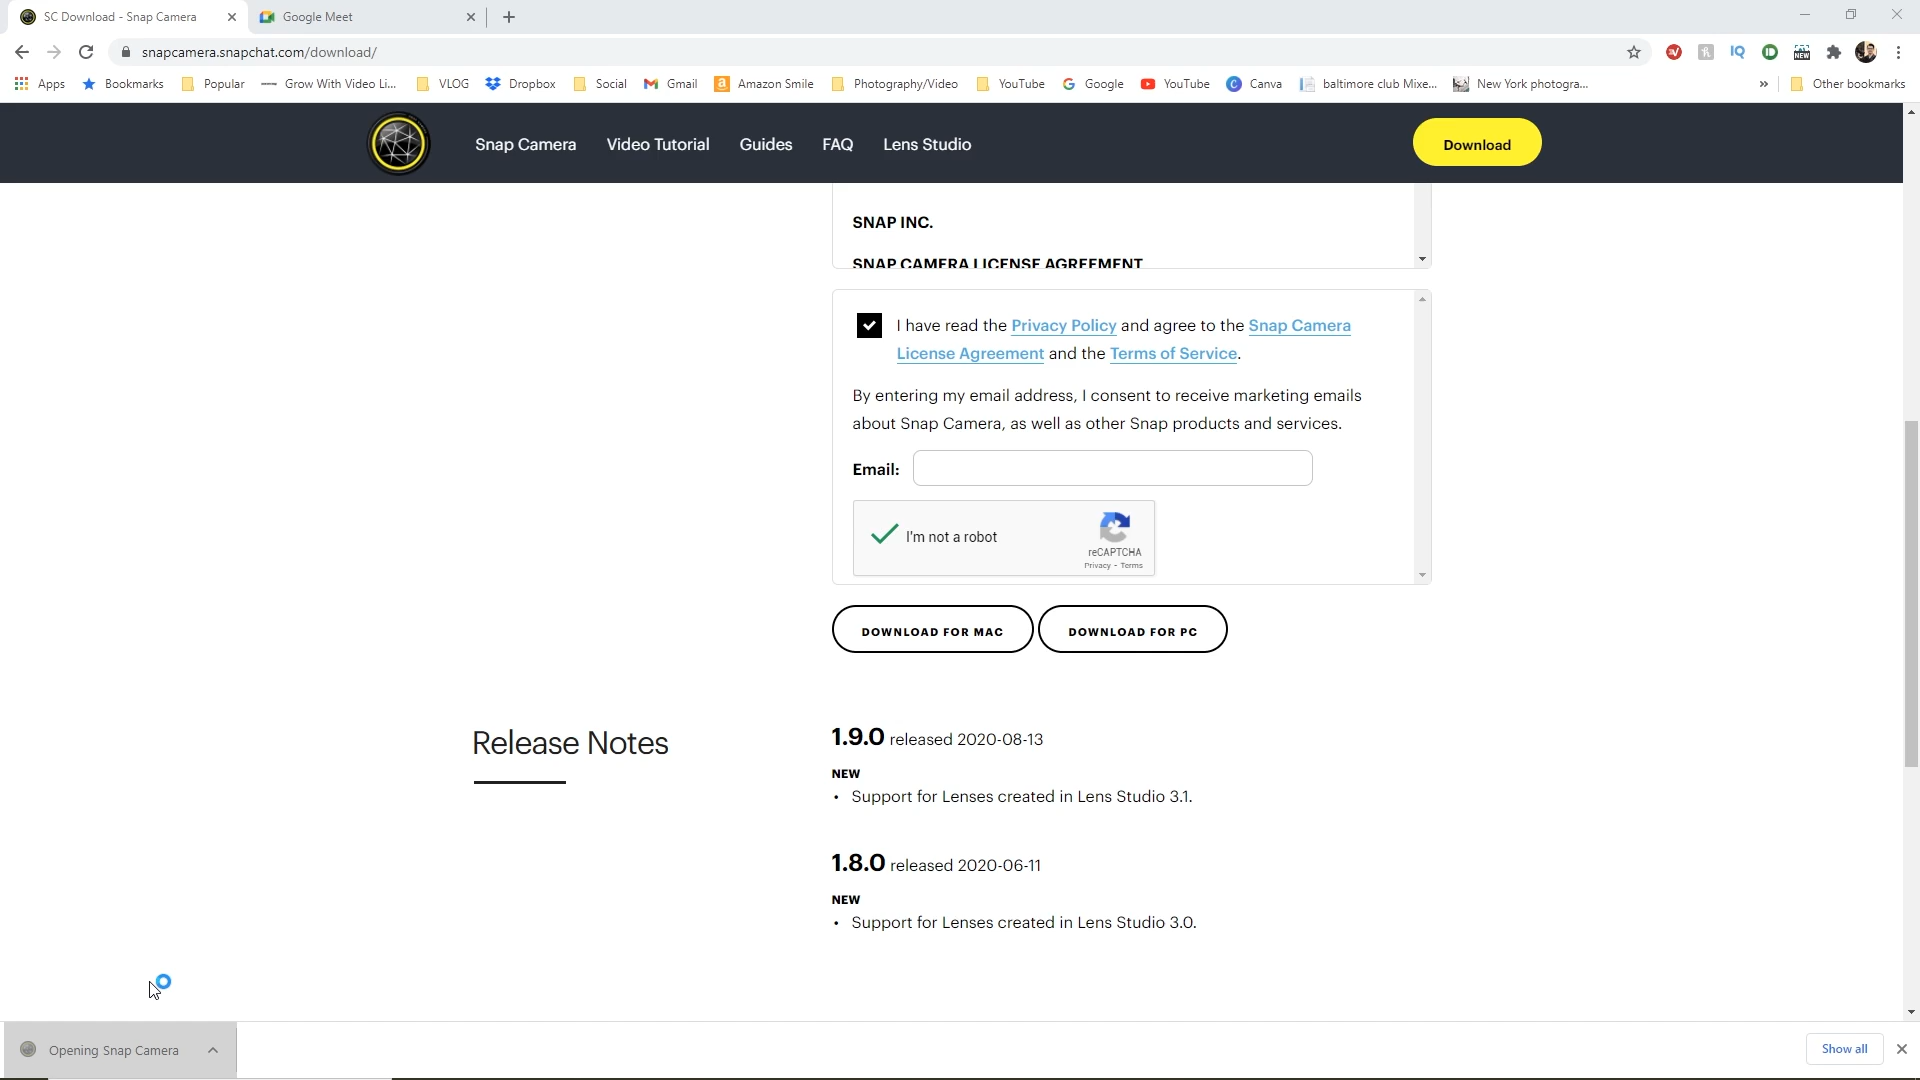 SC Download - Snap Camera
Google Meet
snapcamera.snapchat.com/download/
Apps
Bookmarks
Popular
Grow With Video Li...
VLOG
Dropbox
Social
Gmail
Amazon Smile
Photography/Video
YouTube
Google
YouTube
Canva
baltimore club Mixe...
New York photogra...
»
Other bookmarks
Snap Camera
Video Tutorial
Guides
FAQ
Lens Studio
Download
SNAP INC.
SNAP CAMERA LICENSE AGREEMENT
I have read the Privacy Policy and agree to the Snap Camera
License Agreement and the Terms of Service.
By entering my email address, I consent to receive marketing emails
about Snap Camera, as well as other Snap products and services.
Email:
I'm not a robot
reCAPTCHA
Privacy - Terms
DOWNLOAD FOR MAC
DOWNLOAD FOR PC
Release Notes
1.9.0 released 2020-08-13
NEW
• Support for Lenses created in Lens Studio 3.1.
1.8.0 released 2020-06-11
NEW
• Support for Lenses created in Lens Studio 3.0.
Opening Snap Camera
Show all